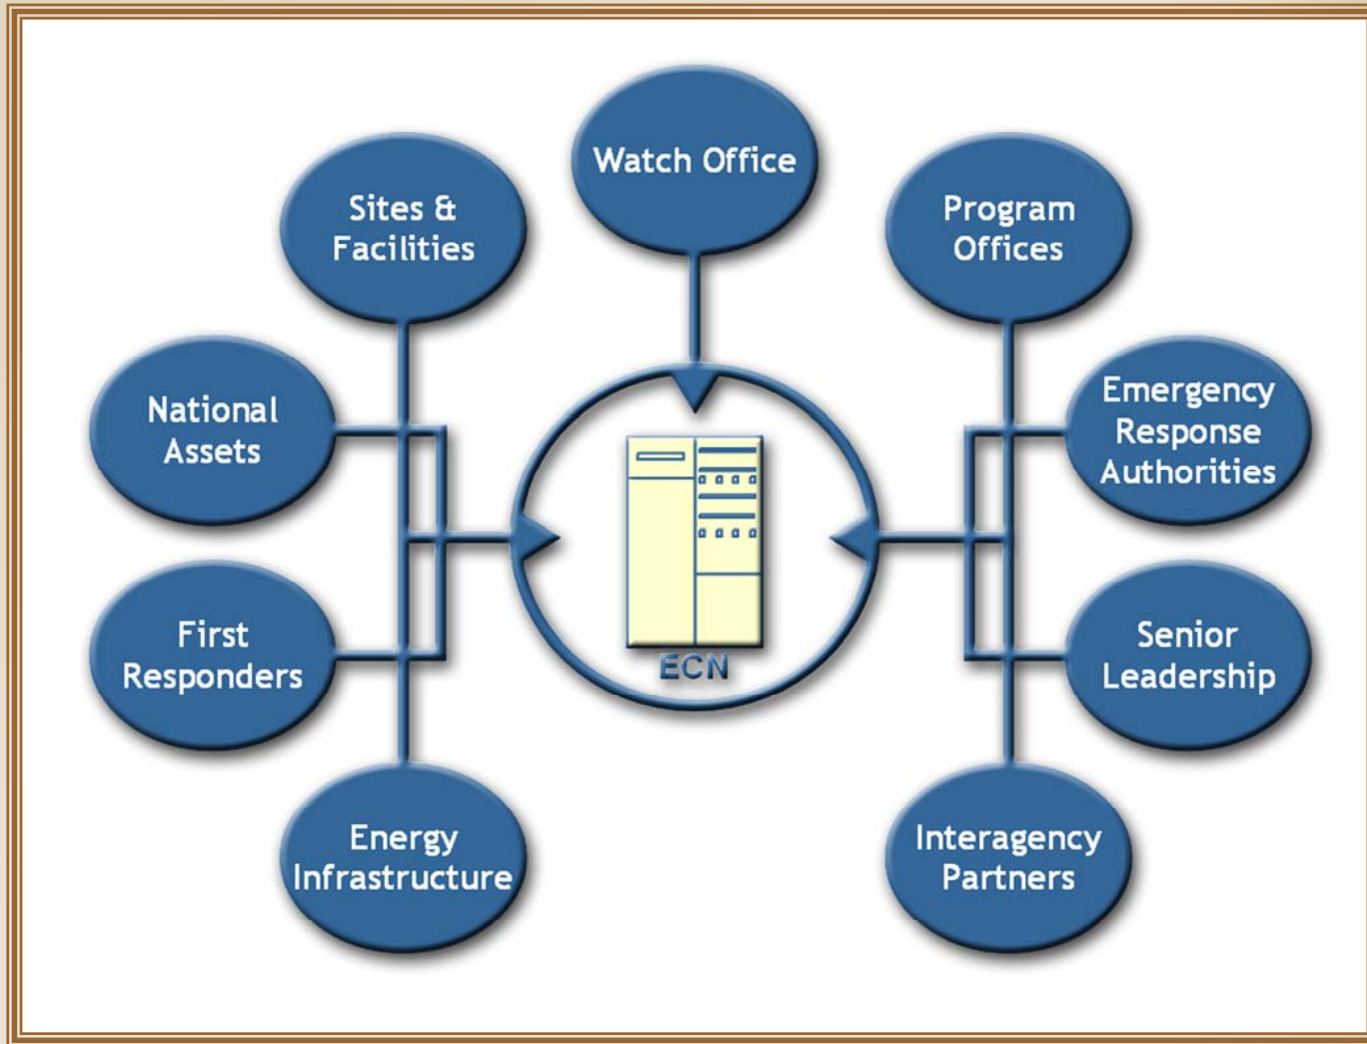 Watch Office
Sites &
Facilities
Program
Offices
National
Assets
Emergency
Response
Authorities
First
Responders
ECN
Senior
Leadership
Energy
Infrastructure
Interagency
Partners